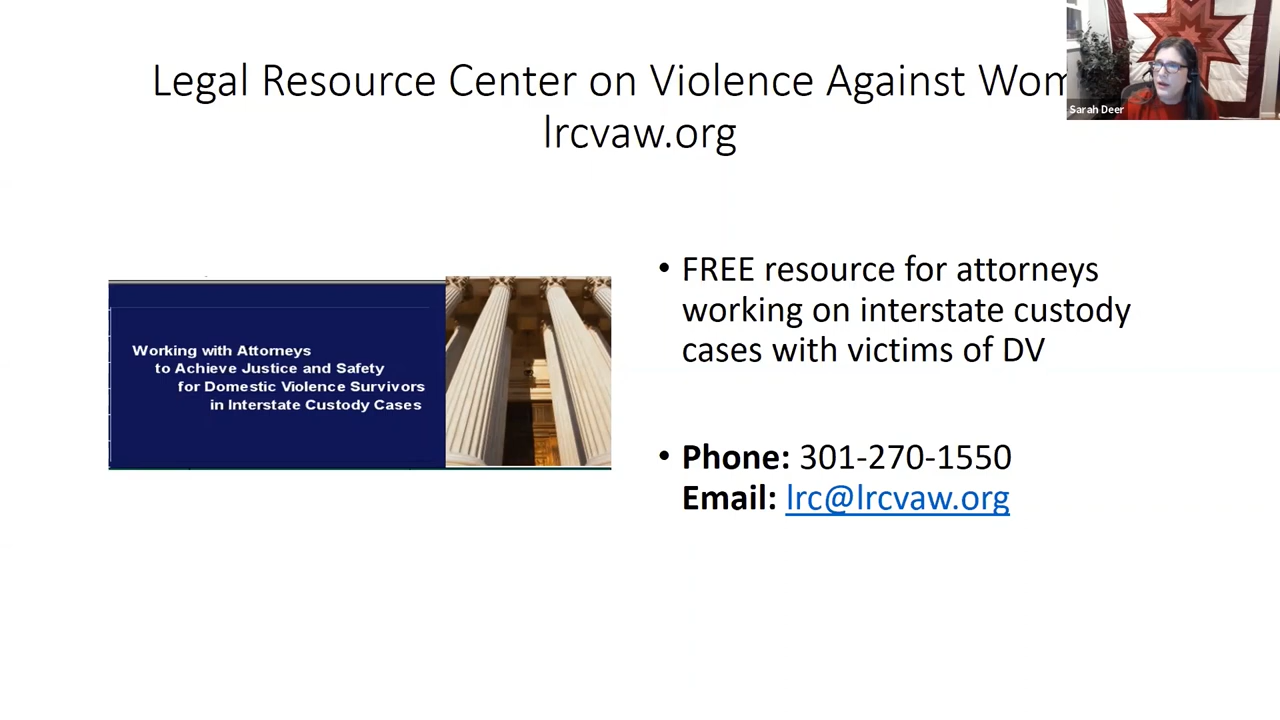 Legal Resource Center on Violence Against
lrcvaw.org
Sarah Deer
Working with Attorneys
to Achieve Justice and Safety
for Domestic Violence Survivors
in Interstate Custody Cases
• FREE resource for attorneys
working on interstate custody
cases with victims of DV
• Phone: 301-270-1550
Email: lrc@lrcvaw.org